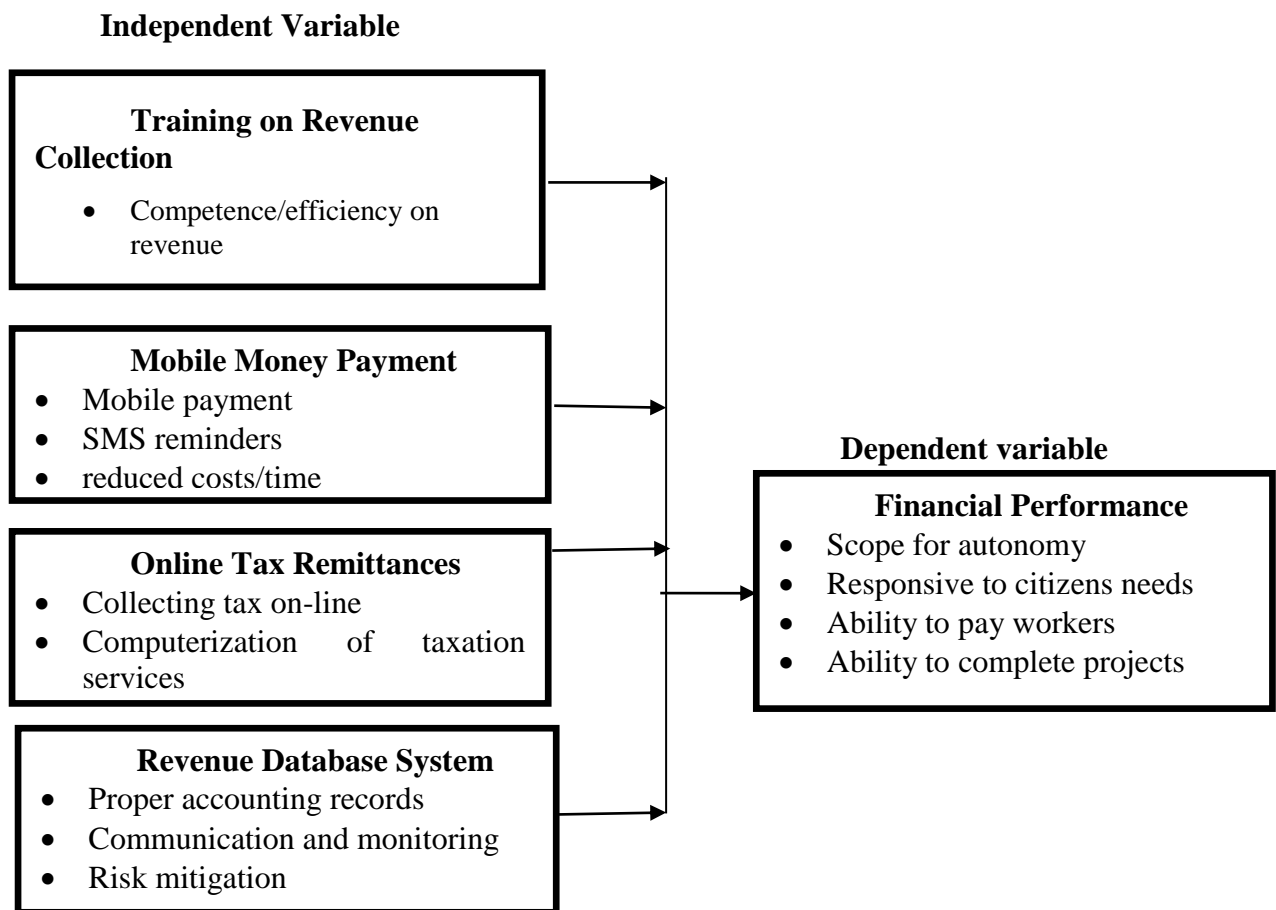 Independent Variable
Training on Revenue
Collection
• Competence/efficiency on
revenue
Mobile Money Payment
• Mobile payment
• SMS reminders
• reduced costs/time
Online Tax Remittances
• Collecting tax on-line
• Computerization of taxation
services
Revenue Database System
• Proper accounting records
• Communication and monitoring
• Risk mitigation
Dependent variable
Financial Performance
• Scope for autonomy
• Responsive to citizens needs
• Ability to pay workers
• Ability to complete projects